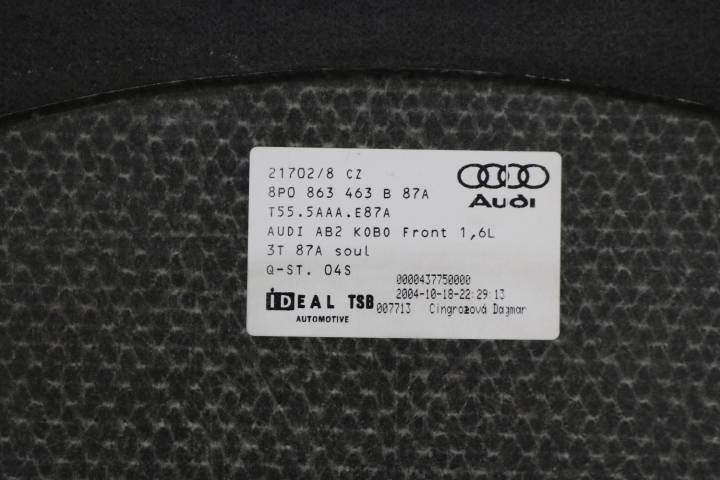 21702/8 CZ
8P0 863 463 B 87A
T55.5AAA.E87A
AUDI AB2 KOBO Front 1,6L
3T 87A soul
Q-ST. 04S
Audi
0000437750000
2004-10-18-22:29:13
007713 Cingrozová Dagmar
IDEAL TSB
AUTOMOTIVE